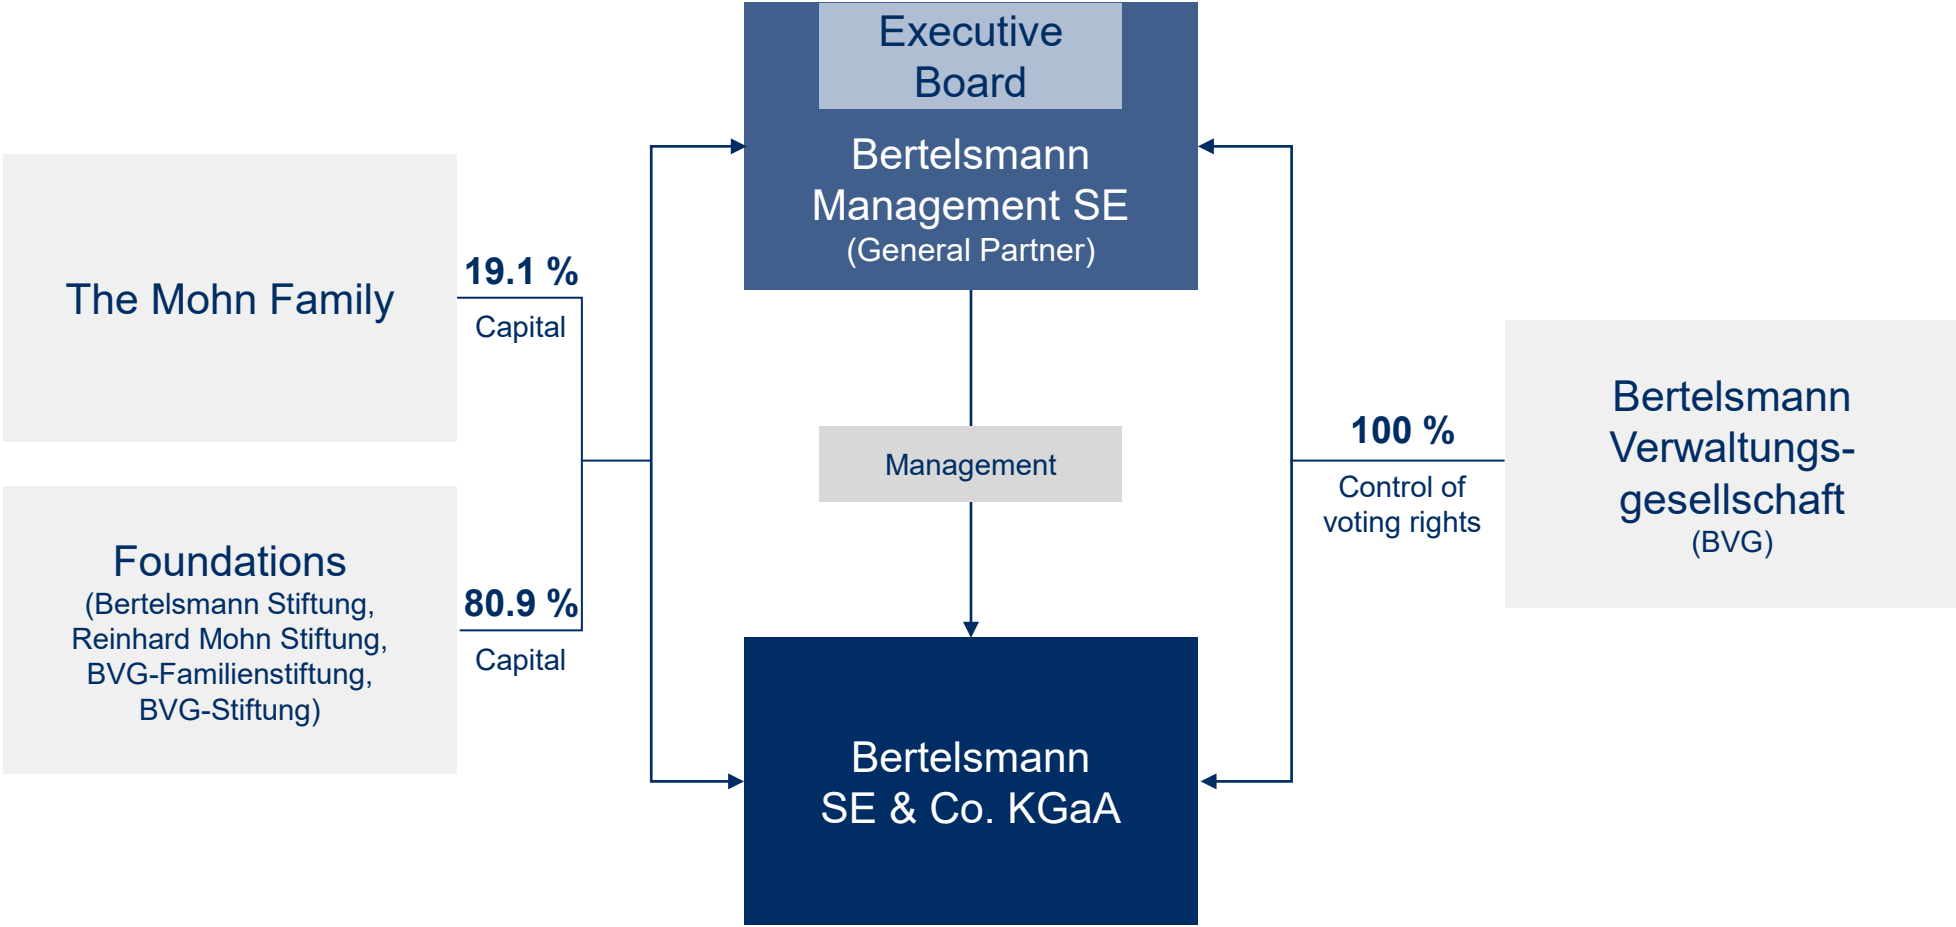 Executive
Board
Bertelsmann
Management SE
(General Partner)
The Mohn Family
19.1 %
Capital
Foundations
(Bertelsmann Stiftung,
Reinhard Mohn Stiftung,
BVG-Familienstiftung,
BVG-Stiftung)
80.9 %
Capital
Management
100 %
Control of
voting rights
Bertelsmann
Verwaltungs-
gesellschaft
(BVG)
Bertelsmann
SE & Co. KGaA